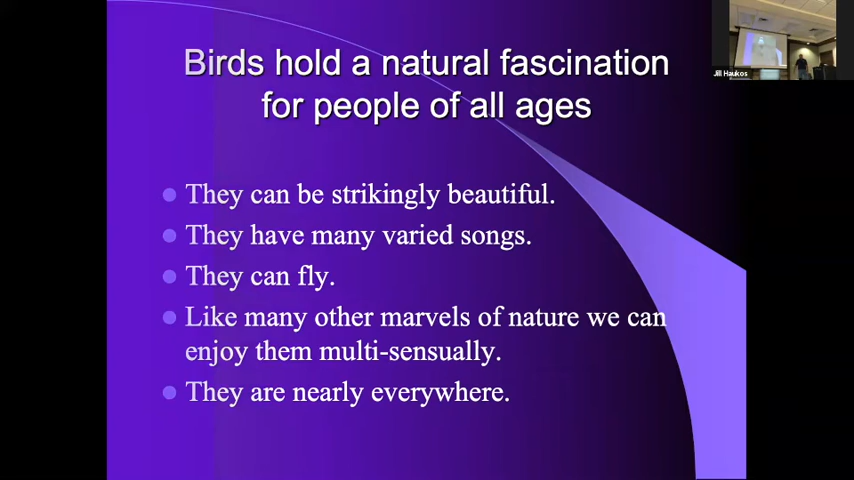 Birds hold a natural fascination
for people of all ages
Jill Haukos
They can be strikingly beautiful.
They have many varied songs.
They can fly.
Like many other marvels of nature we can
enjoy them multi-sensually.
They are nearly everywhere.